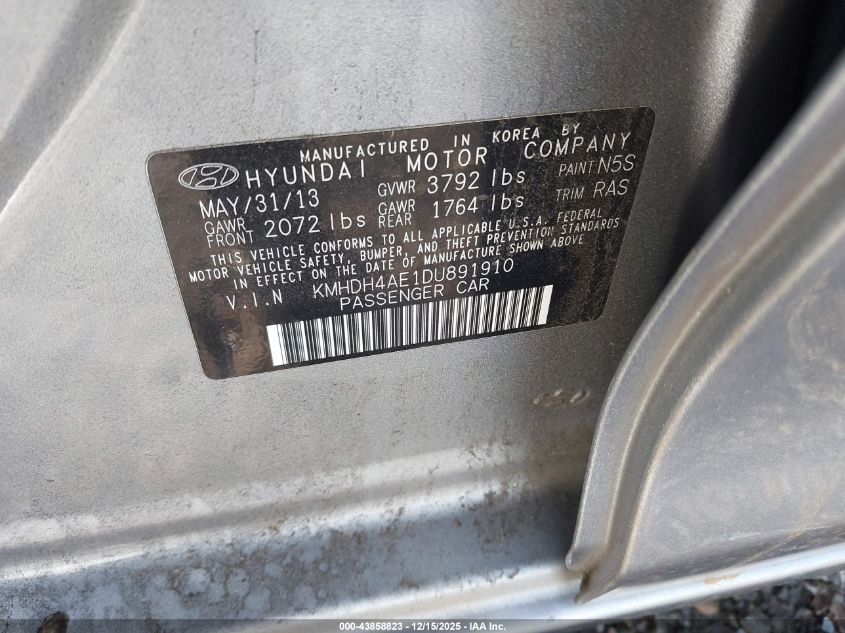 MANUFACTURED IN KOREA BY
HYUNDAI MOTOR COMPANY
MAY/31/13 GVWR 3792 lbs PAINT N5S
GAWR FRONT 2072 lbs GAWR REAR 1764 lbs TRIM RAS
THIS VEHICLE CONFORMS TO ALL APPLICABLE U.S.A. FEDERAL
MOTOR VEHICLE SAFETY, BUMPER, AND THEFT PREVENTION STANDARDS
IN EFFECT ON THE DATE OF MANUFACTURE SHOWN ABOVE
V.I.N KMHDH4AE1DU891910
PASSENGER CAR
000-43858823 - 12/15/2025 - IAA Inc.